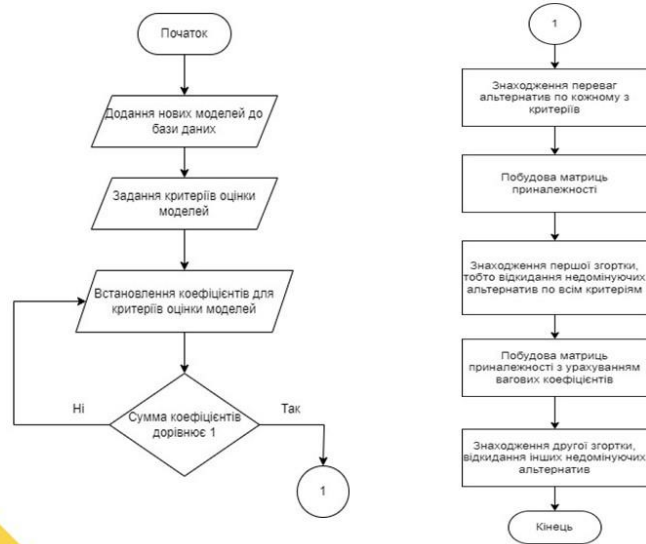 Початок
Додання нових моделей до
бази даних
Задання критеріїв оцінки
моделей
Встановлення коефіцієнтів для
критеріїв оцінки моделей
Ні
Сумма коефіцієнтів
дорівнює 1
Так
1
1
Знаходження переваг
альтернатив по кожному з
критеріїв
Побудова матриць
приналежності
Знаходження першої згортки,
тобто відкидання недомінуючих
альтернатив по всім критеріям
Побудова матриць
приналежності з урахуванням
вагових коефіцієнтів
Знаходження другої згортки,
відкидання інших недомінуючих
альтернатив
Кінець